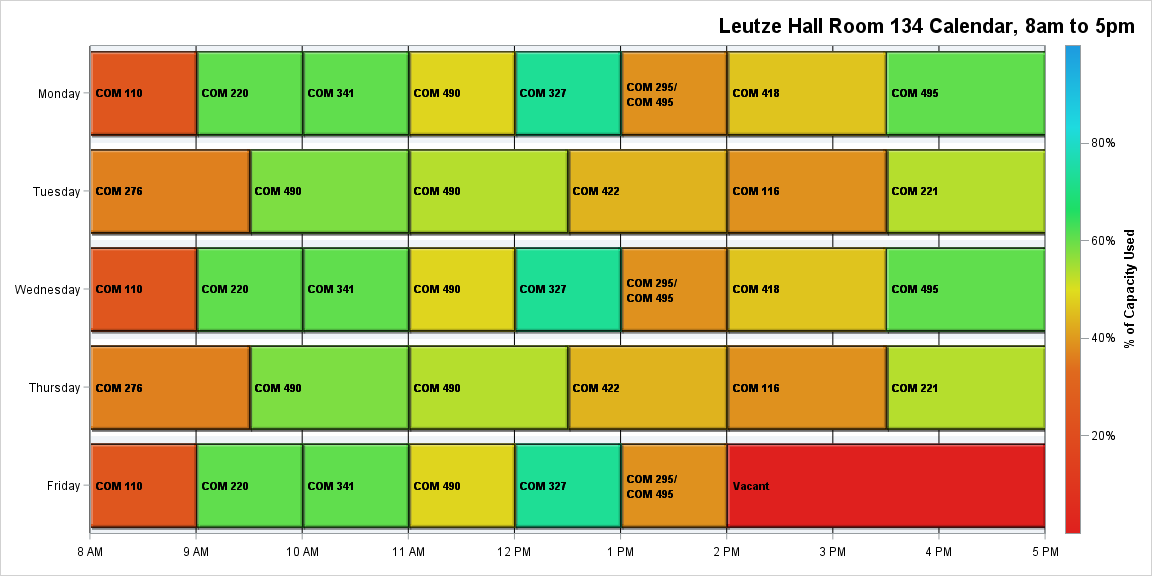 Leutze Hall Room 134 Calendar, 8am to 5pm
Monday
COM 110
COM 220
COM 341
COM 490
COM 327
COM 295/
COM 495
COM 418
COM 495
Tuesday
COM 276
COM 490
COM 490
COM 422
COM 116
COM 221
Wednesday
COM 110
COM 220
COM 341
COM 490
COM 327
COM 295/
COM 495
COM 418
COM 495
Thursday
COM 276
COM 490
COM 490
COM 422
COM 116
COM 221
Friday
COM 110
COM 220
COM 341
COM 490
COM 327
COM 295/
COM 495
Vacant
8 AM
9 AM
10 AM
11 AM
12 PM
1 PM
2 PM
3 PM
4 PM
5 PM
80%
60%
40%
20%
% of Capacity Used